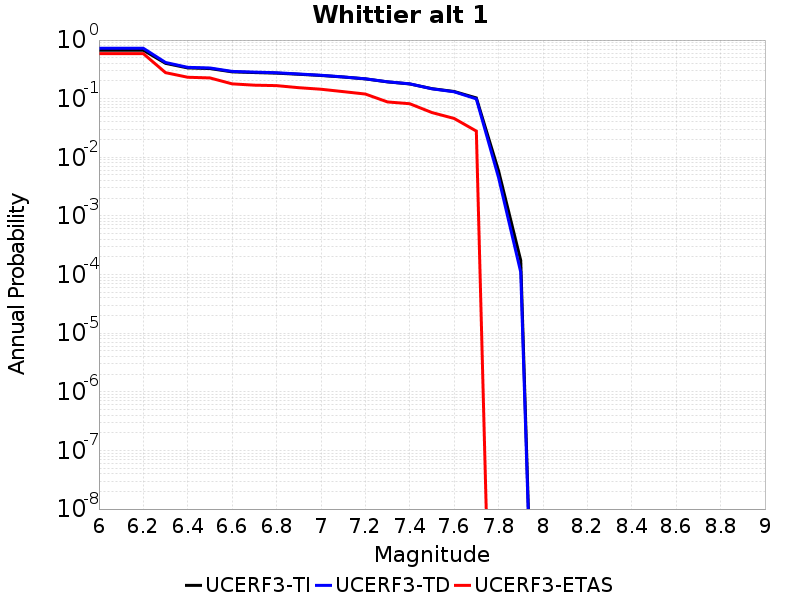 Whittier alt 1
Annual Probability
10^0
10^-1
10^-2
10^-3
10^-4
10^-5
10^-6
10^-7
10^-8
6 6.2 6.4 6.6 6.8 7 7.2 7.4 7.6 7.8 8 8.2 8.4 8.6 8.8 9
Magnitude
UCERF3-TI UCERF3-TD UCERF3-ETAS